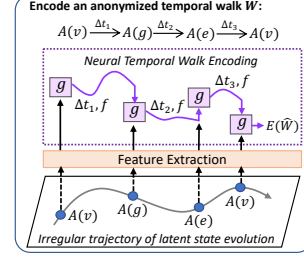 Encode an anonymized temporal walk W:
A(v) Δt₁→ A(g) Δt₂→ A(e) Δt₃→ A(v)
Neural Temporal Walk Encoding
g g g g
Δt₁, f Δt₂, f Δt₃, f E(Ŵ)
Feature Extraction
A(v) A(g) A(e) A(v)
Irregular trajectory of latent state evolution